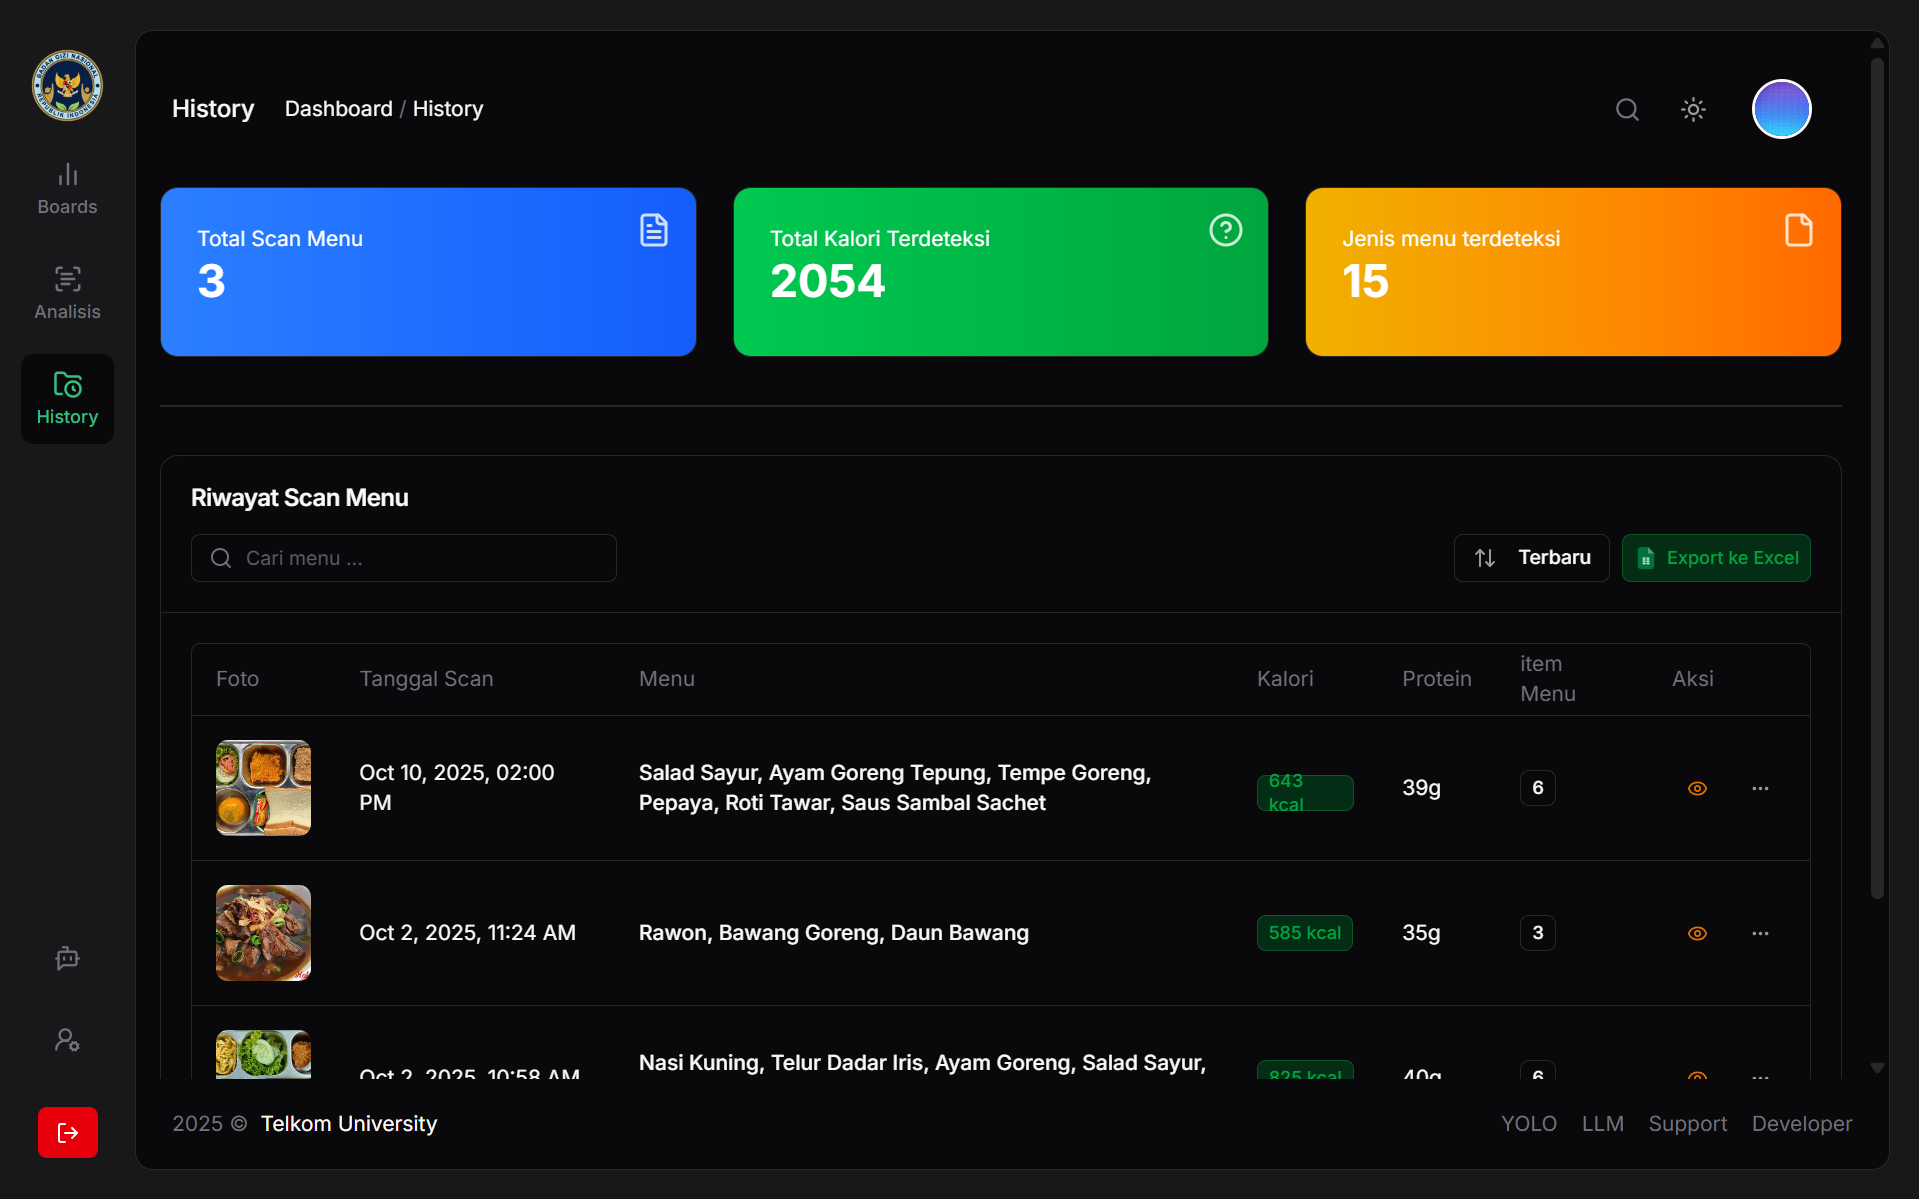 BADAN GIZI NASIONAL
REPUBLIK INDONESIA
Boards
Analisis
History
History
Dashboard / History
Total Scan Menu
3
Total Kalori Terdeteksi
2054
Jenis menu terdeteksi
15
Riwayat Scan Menu
Cari menu ...
Terbaru
Export ke Excel
Foto
Tanggal Scan
Menu
Kalori
Protein
item
Menu
Aksi
Oct 10, 2025, 02:00
PM
Salad Sayur, Ayam Goreng Tepung, Tempe Goreng,
Pepaya, Roti Tawar, Saus Sambal Sachet
643
kcal
39g
6
Oct 2, 2025, 11:24 AM
Rawon, Bawang Goreng, Daun Bawang
585 kcal
35g
3
Oct 2, 2025, 10:58 AM
Nasi Kuning, Telur Dadar Iris, Ayam Goreng, Salad Sayur,
825 kcal
40g
6
2025 © Telkom University
YOLO
LLM
Support
Developer